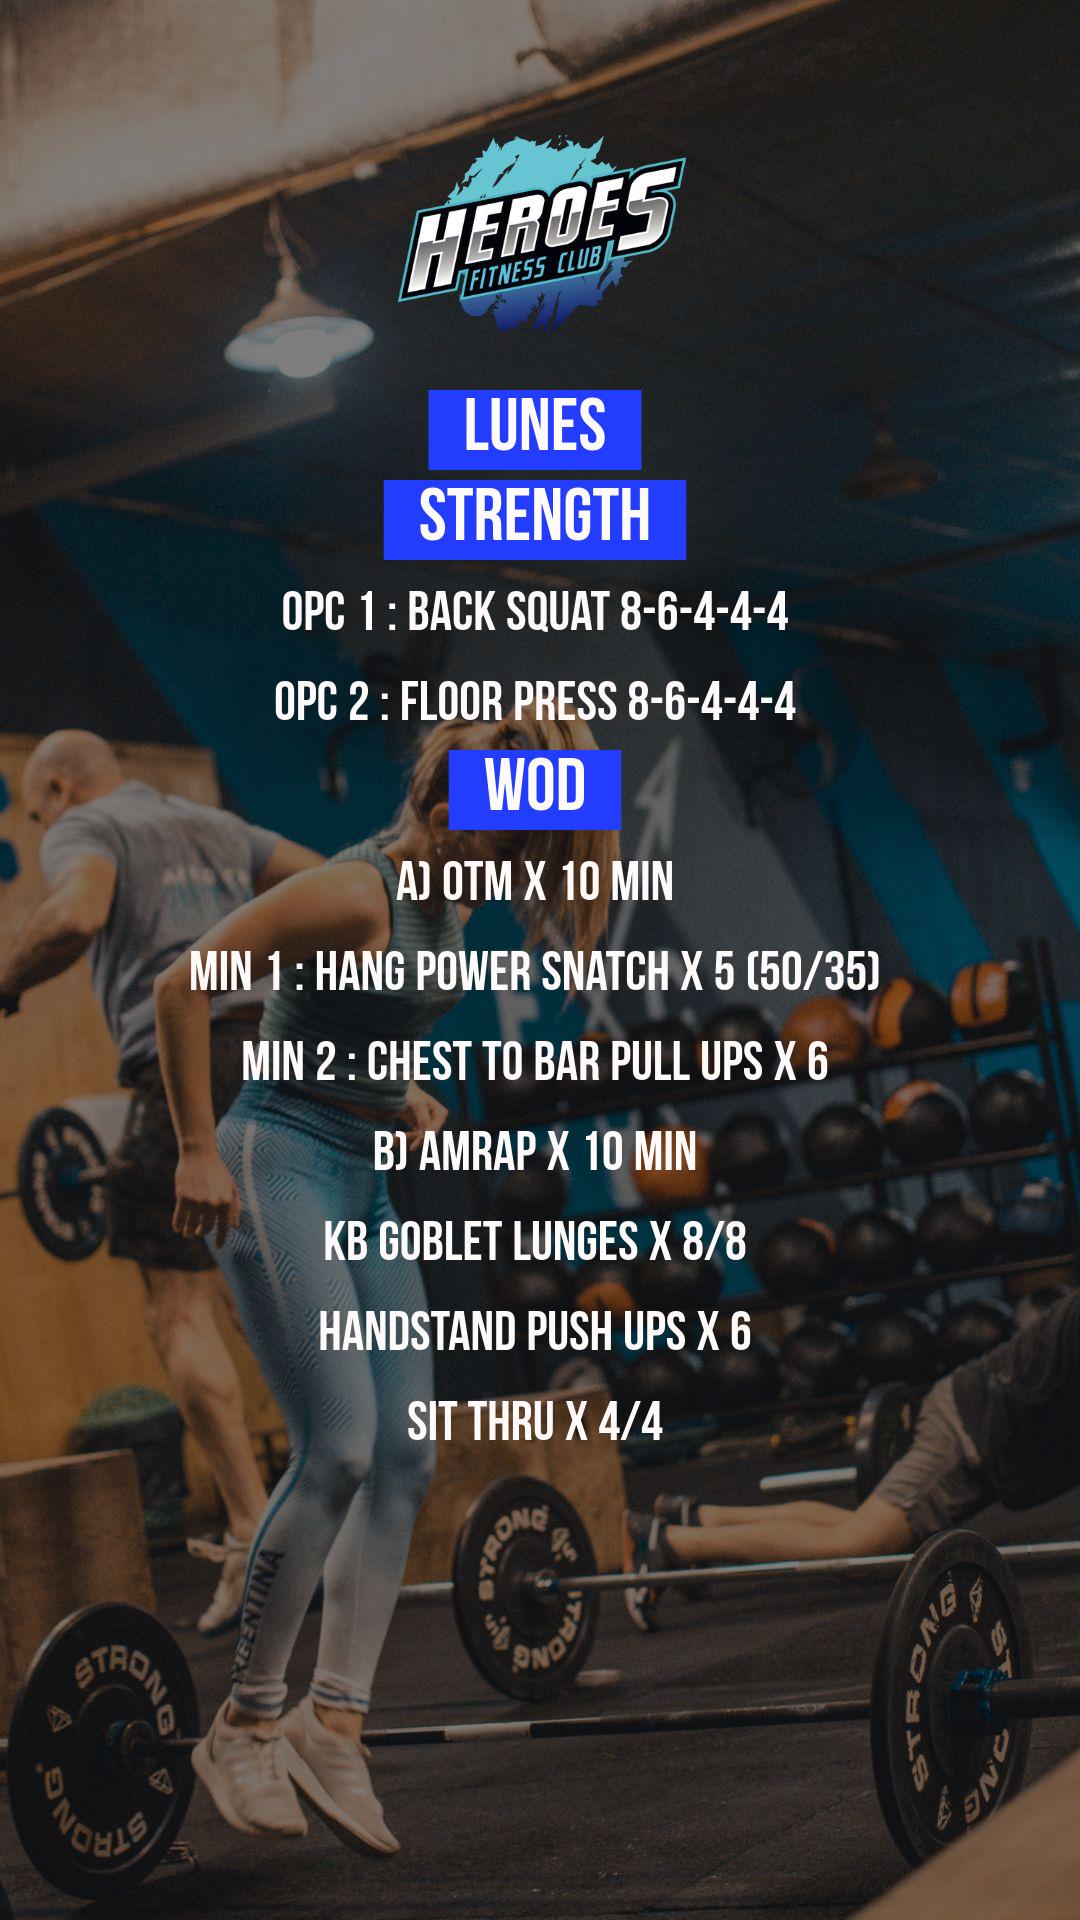 HEROES
FITNESS CLUB
LUNES
STRENGTH
OPC 1 : BACK SQUAT 8-6-4-4-4
OPC 2 : FLOOR PRESS 8-6-4-4-4
WOD
A) OTM X 10 MIN
MIN 1 : HANG POWER SNATCH X 5 (50/35)
MIN 2 : CHEST TO BAR PULL UPS X 6
B) AMRAP X 10 MIN
KB GOBLET LUNGES X 8/8
HANDSTAND PUSH UPS X 6
SIT THRU X 4/4
STRONG
STRONG
ARGENTINA
STRONG
STRONG
STRONG
STRONG